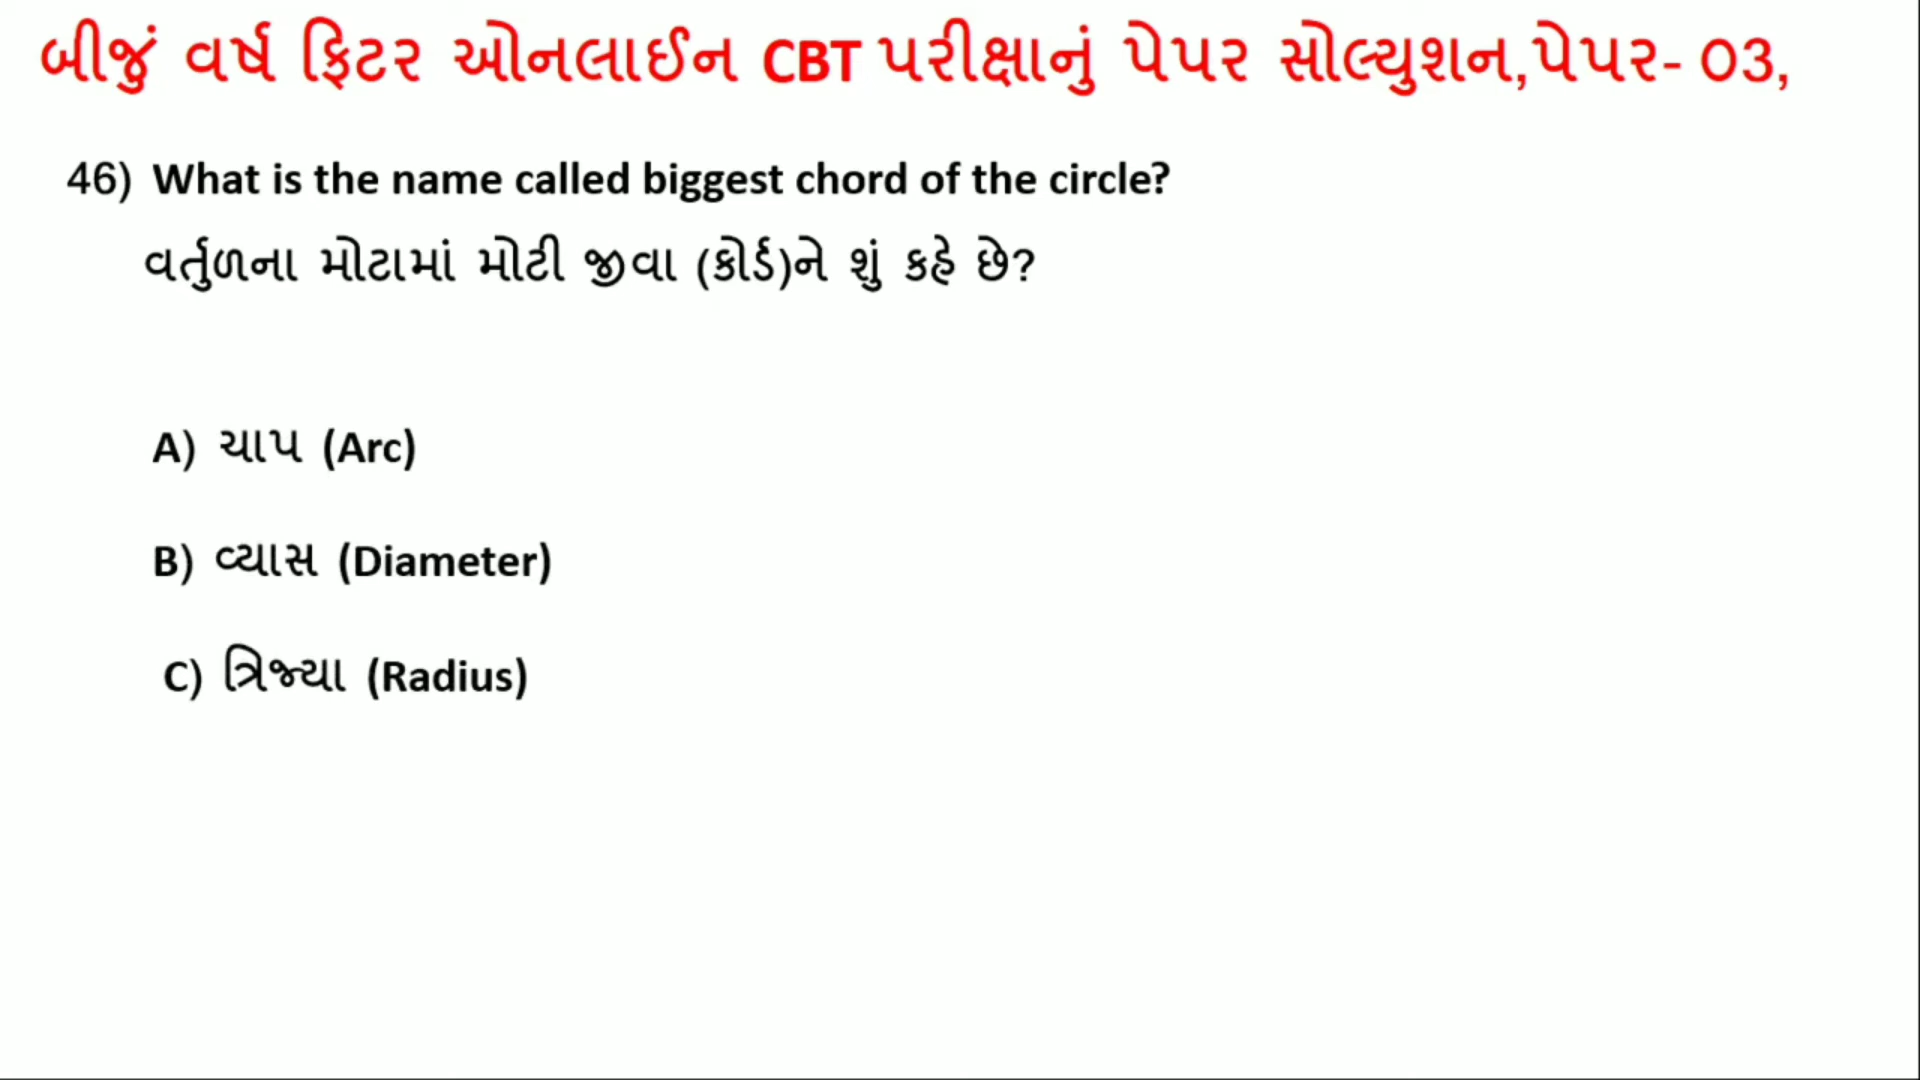 બીજું વર્ષ ફિટર ઓનલાઈન CBT પરીક્ષાનું પેપર સોલ્યુશન,પેપર- 03,
46) What is the name called biggest chord of the circle?
વર્તુળના મોટામાં મોટી જીવા (કોર્ડ)ને શું કહે છે?
A) ચાપ (Arc)
B) વ્યાસ (Diameter)
C) ત્રિજ્યા (Radius)